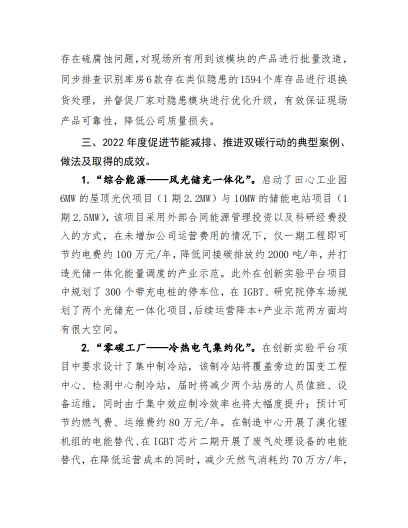 存在硫腐蚀问题,对现场所有用到该模块的产品进行批量改造,
同步排查识别库房6款存在类似隐患的1594个库存品进行退换
货处理，并督促厂家对隐患模块进行优化升级，有效保证现场
产品可靠性，降低公司质量损失。
三、2022年度促进节能减排、推进双碳行动的典型案例、
做法及取得的成效。
1.“综合能源——风光储充一体化”。启动了田心工业园
6MW的屋顶光伏项目（1期2.2MW）与10MW的储能电站项目（1
期2.5MW）,该项目采用外部合同能源管理投资以及科研经费投
入的方式，在未增加公司运营费用的情况下，仅一期工程即可
节约电费约100万元/年，降低间接碳排放约2000吨/年，并打
造光储一体化能量调度的产业示范。此外在创新实验平台项目
中规划了300个带充电桩的停车位，在IGBT、研究院停车场规
划了两个光储充一体化项目,后续运营降本+产业示范两方面均
有很大空间。
2.“零碳工厂——冷热电气集约化”。在创新实验平台项
目中要求设计了集中制冷站，该制冷站将覆盖旁边的国变工程
中心、检测中心制冷站，届时将减少两个站房的人员值班、设
备运维，同时由于集中效应制冷效率也将大幅度提升；预计可
节约燃气费、运维费约80万元/年。在制造中心开展了溴化锂
机组的电能替代、在IGBT芯片二期开展了废气处理设备的电能
替代，在降低运营成本的同时，减少天然气消耗约70万方/年，